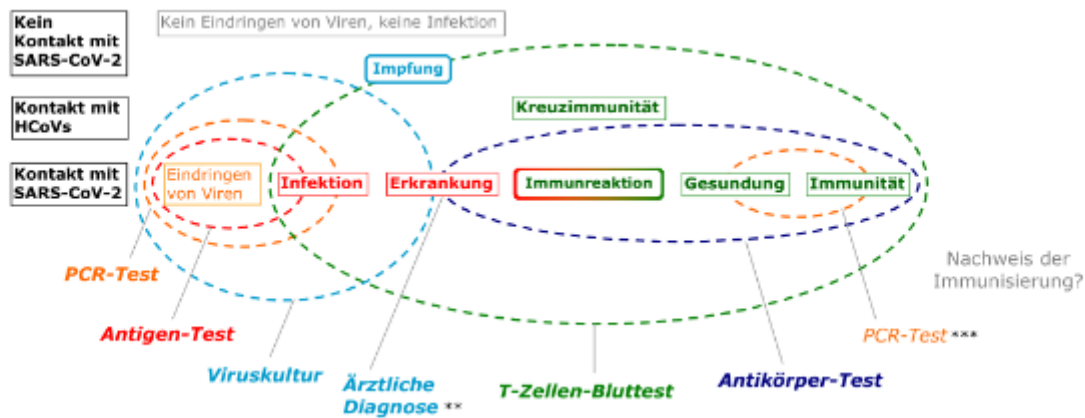 Kein
Kontakt mit
SARS-CoV-2
Kein Eindringen von Viren, keine Infektion
Impfung
Kontakt mit
HCoVs
Kreuzimmunität
Kontakt mit
SARS-CoV-2
Eindringen
von Viren
Infektion
Erkrankung
Immunreaktion
Gesundung
Immunität
Nachweis der
Immunisierung?
PCR-Test
Antigen-Test
Viruskultur
Ärztliche
Diagnose **
T-Zellen-Bluttest
Antikörper-Test
PCR-Test ***